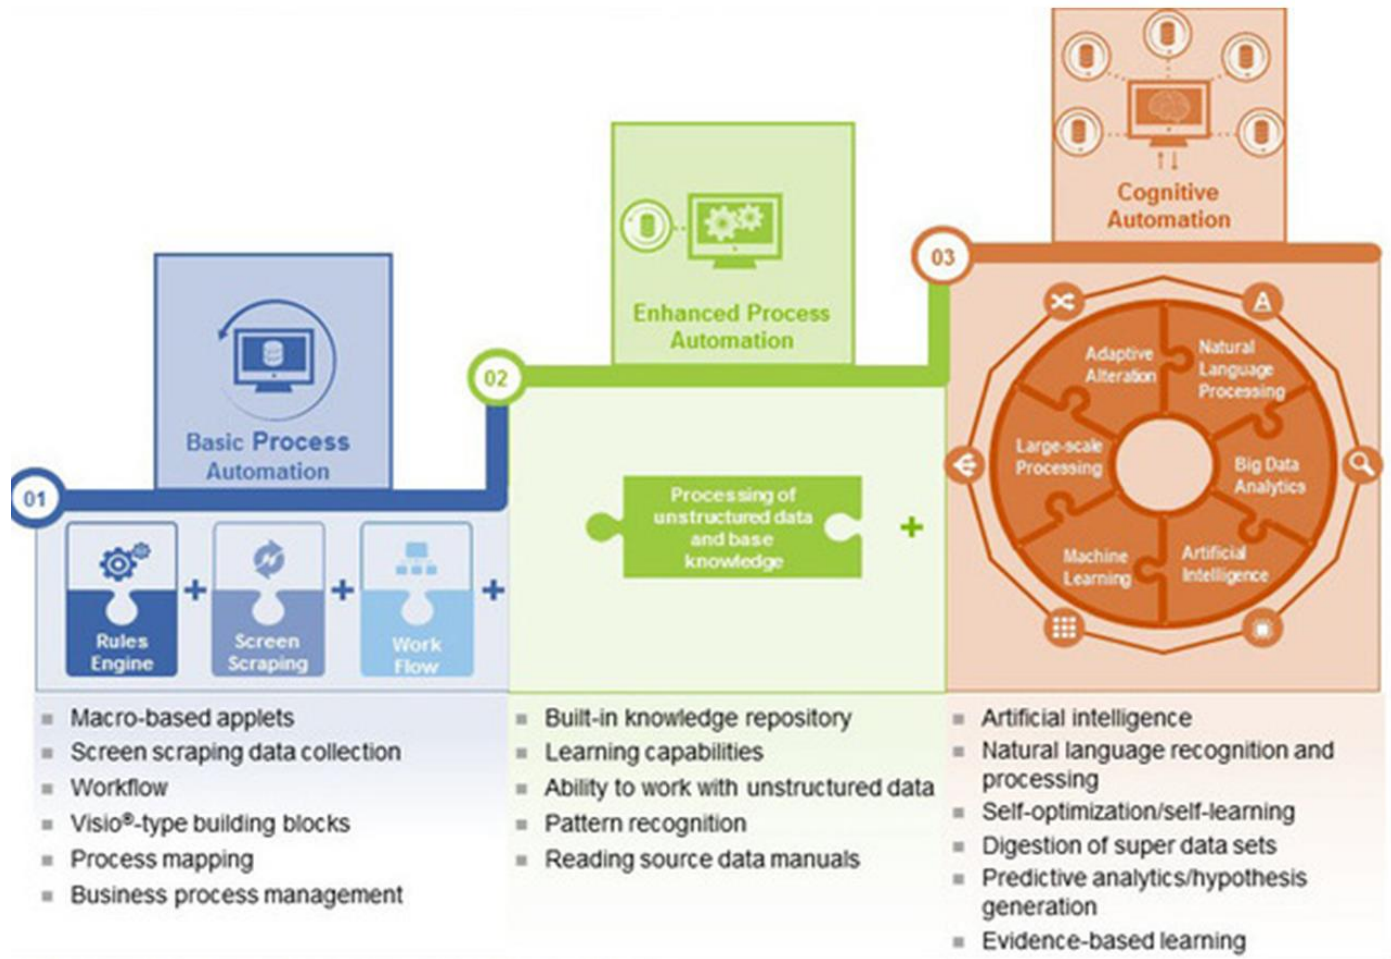 Cognitive
Automation
03
Enhanced Process
Automation
02
Basic Process
Automation
01
Rules
Engine
+
Screen
Scraping
+
Work
Flow
+
Processing of
unstructured data
and base
knowledge
+
Adaptive
Alteration
Natural
Language
Processing
Large-scale
Processing
Big Data
Analytics
Machine
Learning
Artificial
Intelligence
A
Macro-based applets
Screen scraping data collection
Workflow
Visio®-type building blocks
Process mapping
Business process management
Built-in knowledge repository
Learning capabilities
Ability to work with unstructured data
Pattern recognition
Reading source data manuals
Artificial intelligence
Natural language recognition and
processing
Self-optimization/self-learning
Digestion of super data sets
Predictive analytics/hypothesis
generation
Evidence-based learning